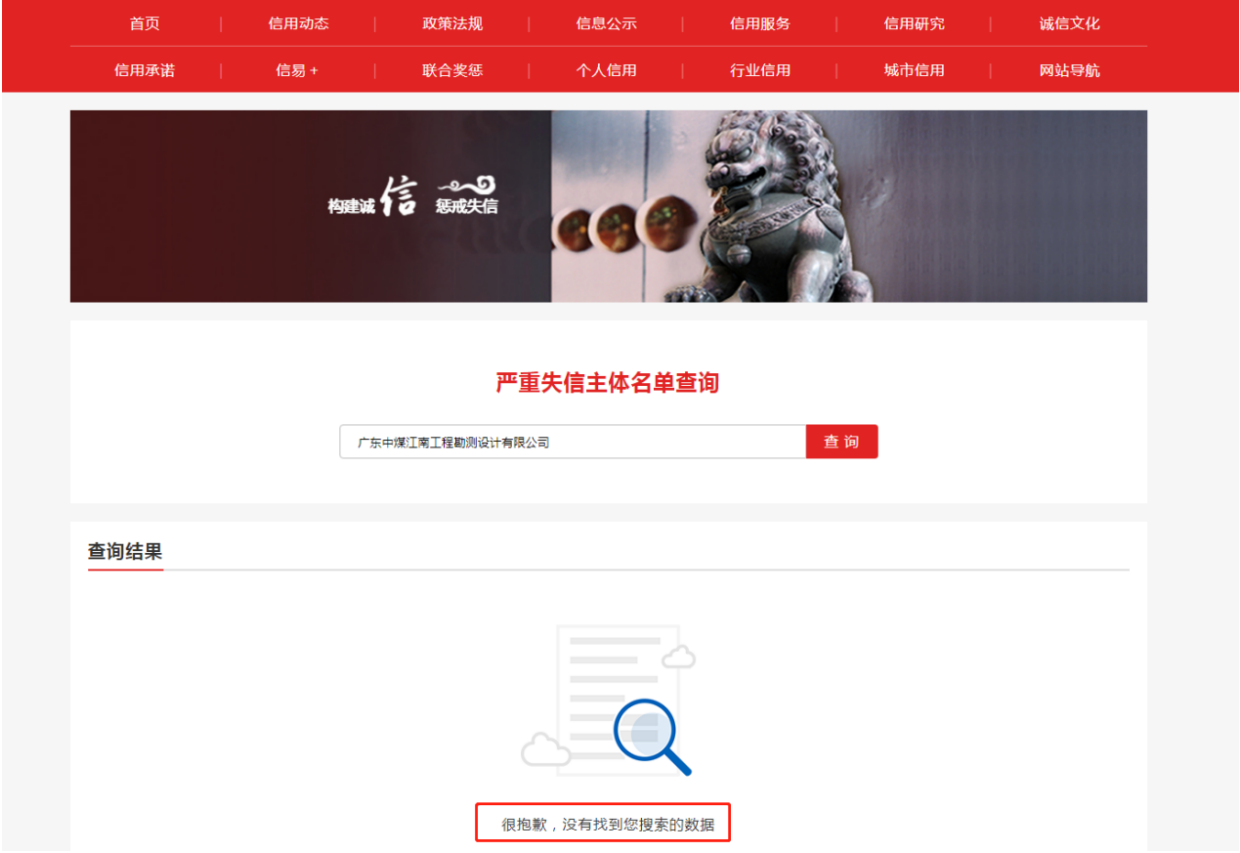 首页 | 信用动态 | 政策法规 | 信息公示 | 信用服务 | 信用研究 | 诚信文化
信用承诺 | 信易+ | 联合奖惩 | 个人信用 | 行业信用 | 城市信用 | 网站导航
构建诚信 惩戒失信
严重失信主体名单查询
广东中煤江南工程勘测设计有限公司 查询
查询结果
很抱歉，没有找到您搜索的数据